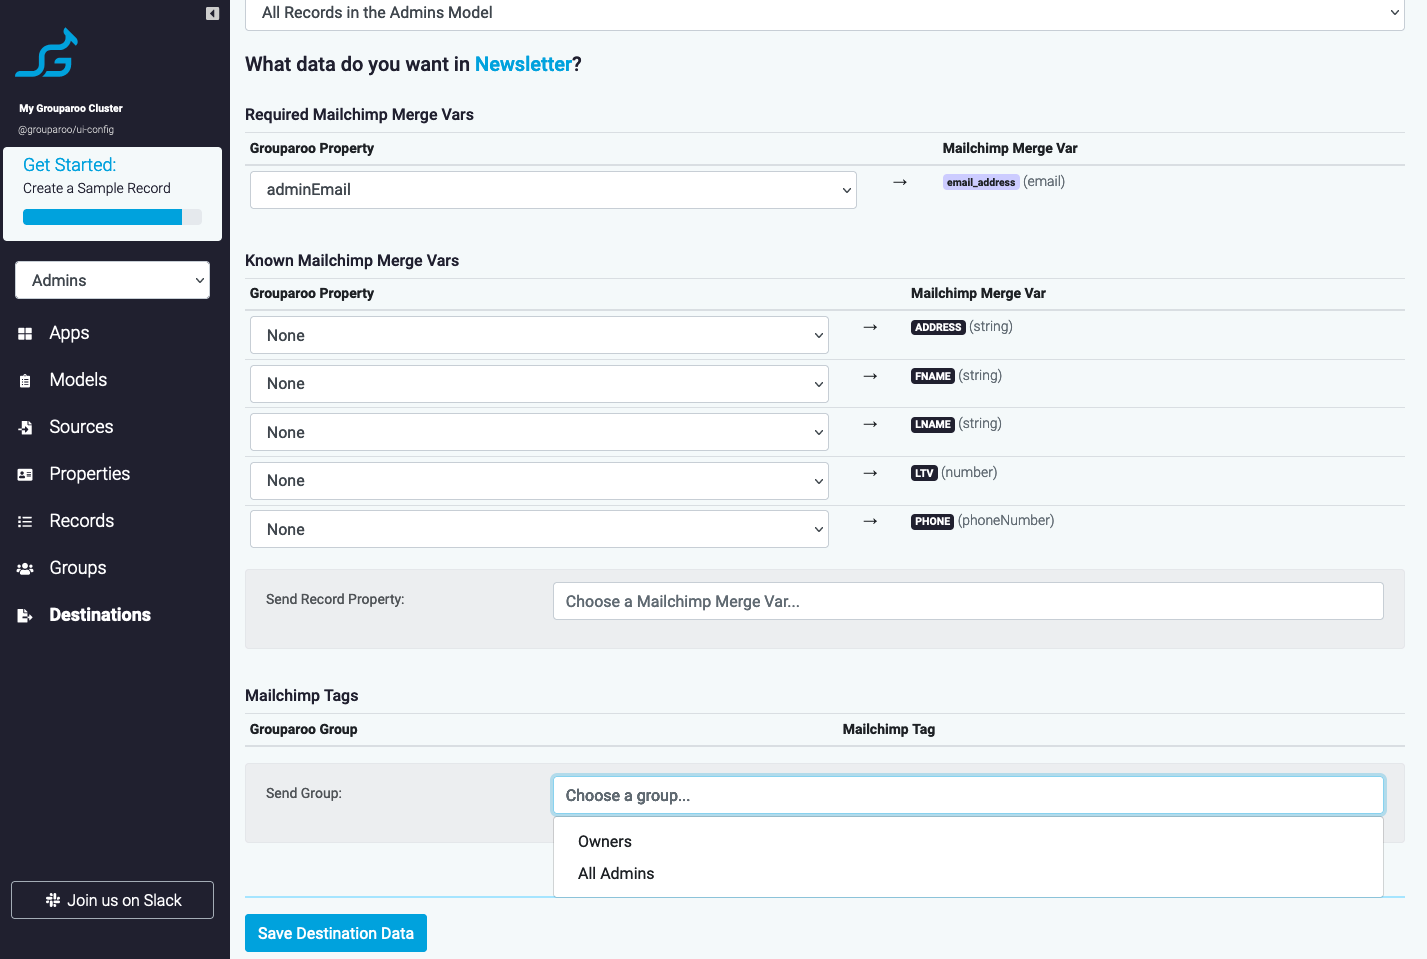 My Grouparoo Cluster
@grouparoo/ui-config
Get Started:
Create a Sample Record
Admins
Apps
Models
Sources
Properties
Records
Groups
Destinations
Join us on Slack
All Records in the Admins Model
What data do you want in Newsletter?
Required Mailchimp Merge Vars
Grouparoo Property Mailchimp Merge Var
adminEmail → email_address (email)
Known Mailchimp Merge Vars
Grouparoo Property Mailchimp Merge Var
None → ADDRESS (string)
None → FNAME (string)
None → LNAME (string)
None → LTV (number)
None → PHONE (phoneNumber)
Send Record Property: Choose a Mailchimp Merge Var...
Mailchimp Tags
Grouparoo Group Mailchimp Tag
Send Group: Choose a group...
Owners
All Admins
Save Destination Data